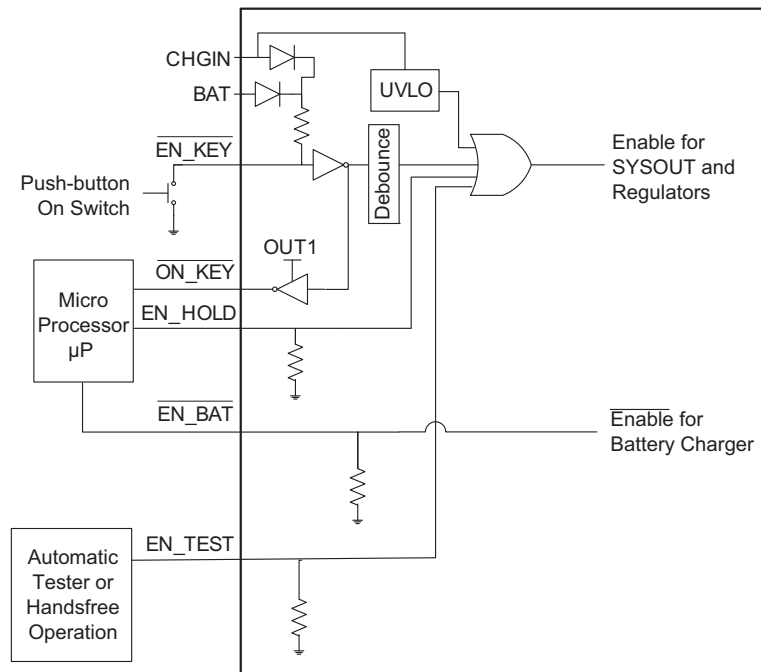 CHGIN
BAT
UVLO
EN_KEY
Push-button
On Switch
Debounce
Enable for
SYSOUT and
Regulators
OUT1
ON_KEY
Micro
Processor
µP
EN_HOLD
EN_BAT
Enable for
Battery Charger
EN_TEST
Automatic
Tester or
Handsfree
Operation